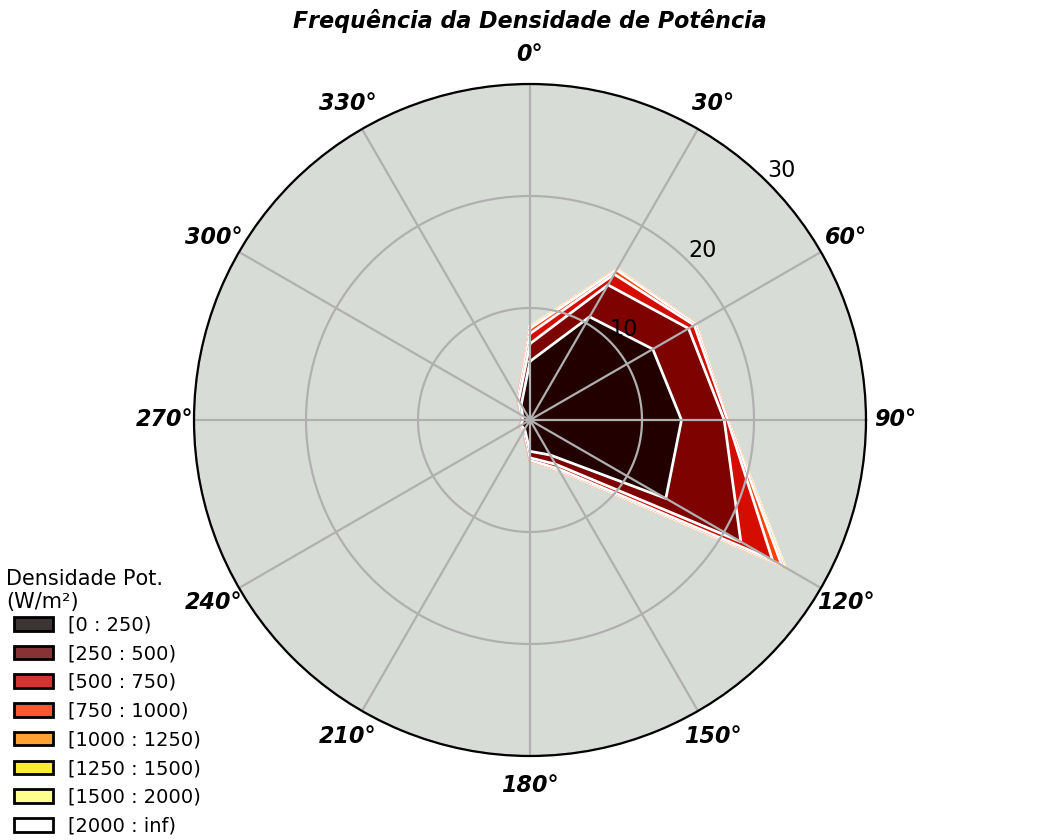 Frequência da Densidade de Potência
0°
330°
30°
30
300°
60°
20
10
270°
90°
240°
120°
210°
150°
180°
Densidade Pot.
(W/m²)
[0 : 250)
[250 : 500)
[500 : 750)
[750 : 1000)
[1000 : 1250)
[1250 : 1500)
[1500 : 2000)
[2000 : inf)